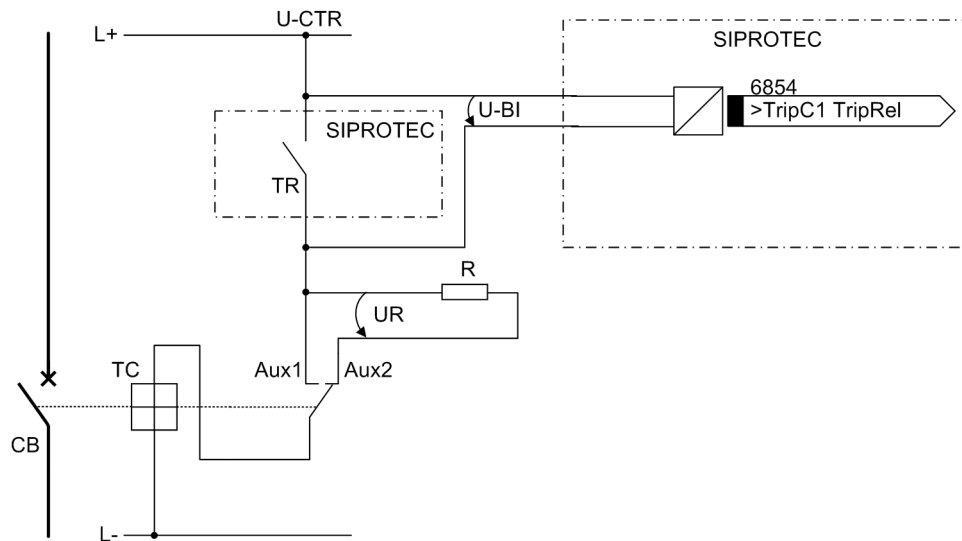 U-CTR
L+
SIPROTEC
6854
>TripC1 TripRel
U-BI
SIPROTEC
TR
R
UR
TC
Aux1
Aux2
CB
L-